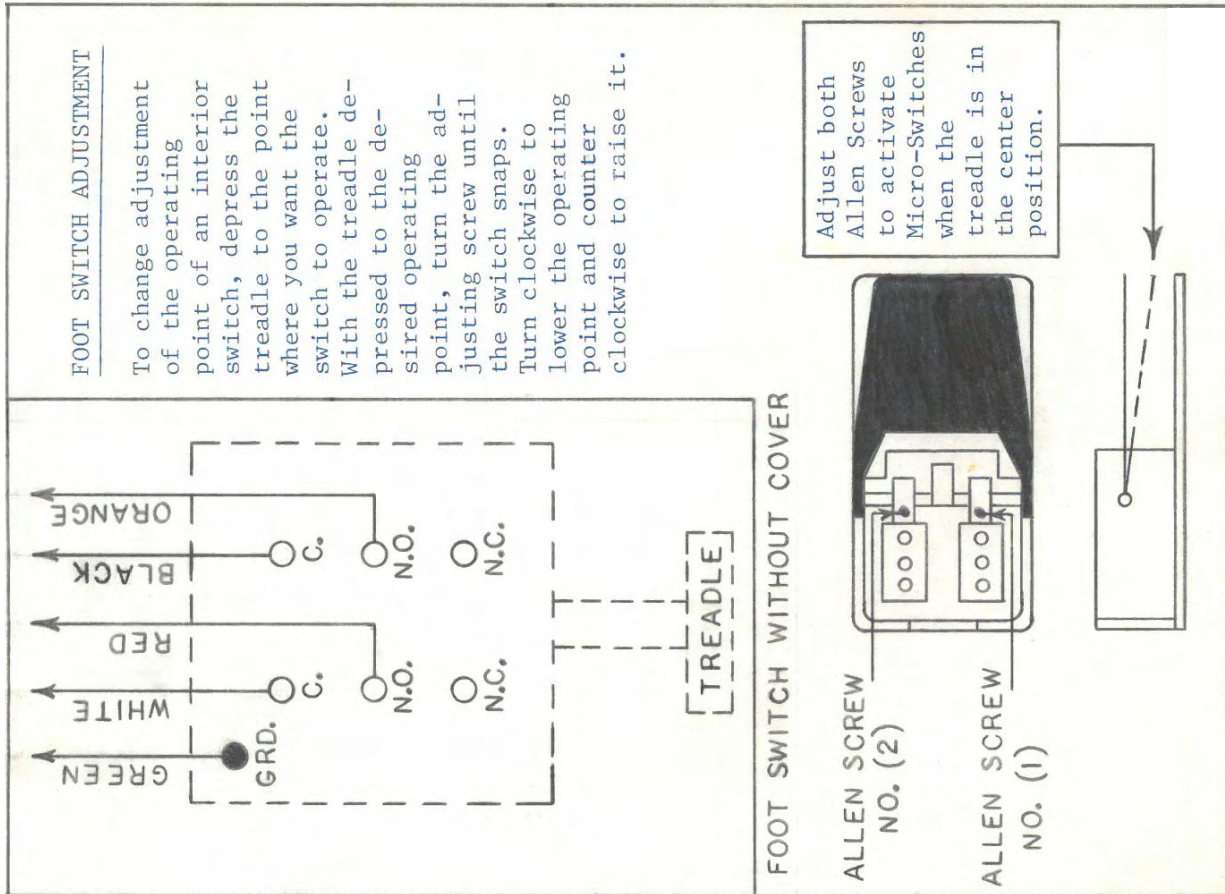 FOOT SWITCH ADJUSTMENT
To change adjustment
of the operating
point of an interior
switch, depress the
treadle to the point
where you want the
switch to operate.
With the treadle de-
pressed to the de-
sired operating
point, turn the ad-
justing screw until
the switch snaps.
Turn clockwise to
lower the operating
point and counter
clockwise to raise it.
GREEN
WHITE
RED
BLACK
ORANGE
GRD.
C.
C.
N.O.
N.O.
N.C.
N.C.
TREADLE
FOOT SWITCH WITHOUT COVER
ALLEN SCREW
NO. (2)
ALLEN SCREW
NO. (1)
Adjust both
Allen Screws
to activate
Micro-Switches
when the
treadle is in
the center
position.